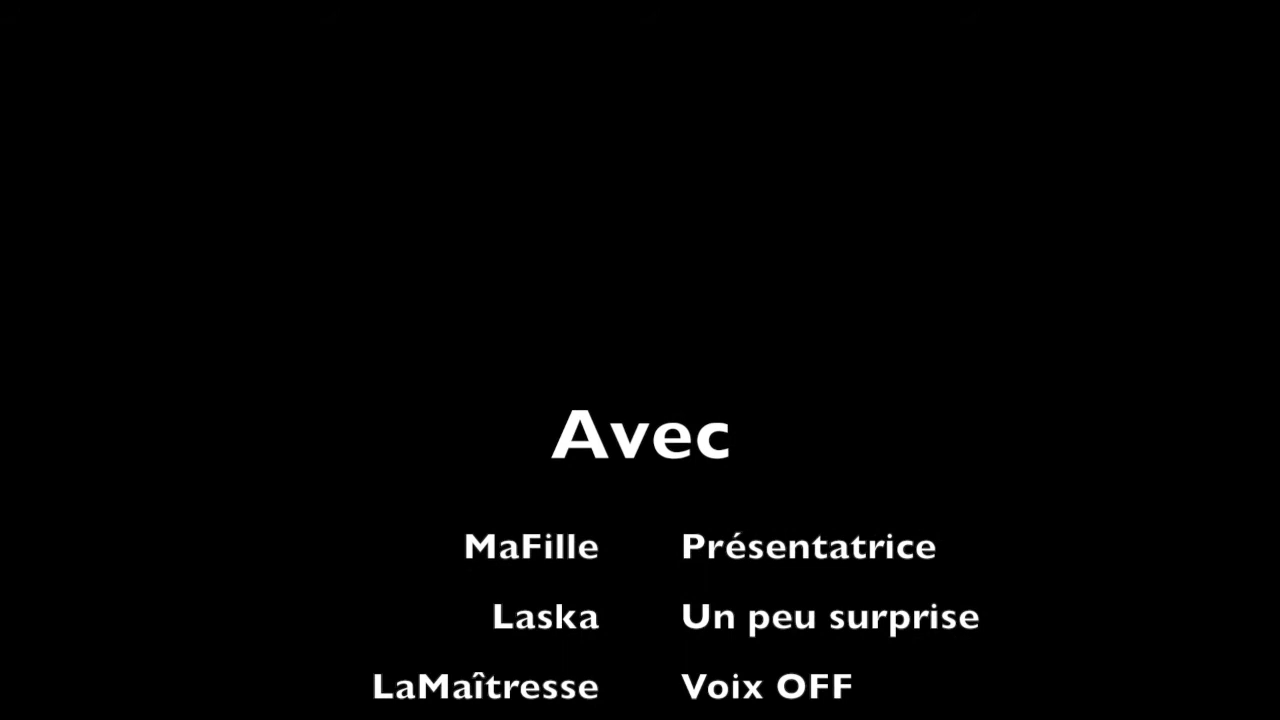 Avec
MaFille Présentatrice
Laska Un peu surprise
LaMaîtresse Voix OFF